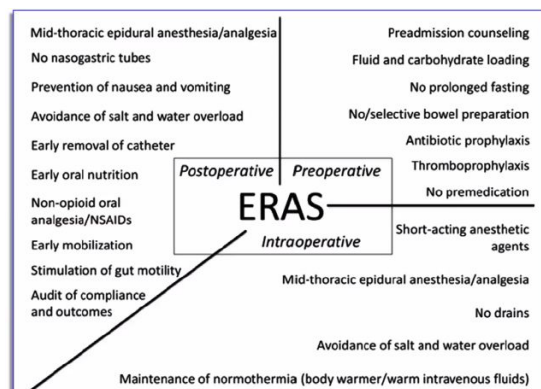 Mid-thoracic epidural anesthesia/analgesia
No nasogastric tubes
Prevention of nausea and vomiting
Avoidance of salt and water overload
Early removal of catheter
Early oral nutrition
Non-opioid oral
analgesia/NSAIDs
Early mobilization
Stimulation of gut motility
Audit of compliance
and outcomes
Preadmission counseling
Fluid and carbohydrate loading
No prolonged fasting
No/selective bowel preparation
Antibiotic prophylaxis
Thromboprophylaxis
No premedication
Postoperative Preoperative
ERAS
Intraoperative
Short-acting anesthetic
agents
Mid-thoracic epidural anesthesia/analgesia
No drains
Avoidance of salt and water overload
Maintenance of normothermia (body warmer/warm intravenous fluids)